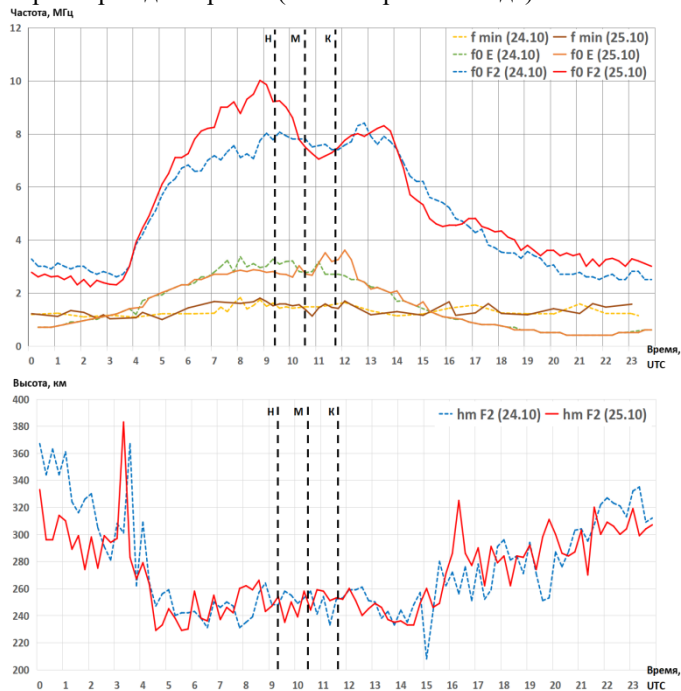 Частота, МГц
Н М К
f min (24.10) f min (25.10)
f0 E (24.10) f0 E (25.10)
f0 F2 (24.10) f0 F2 (25.10)
12
10
8
6
4
2
0
0 1 2 3 4 5 6 7 8 9 10 11 12 13 14 15 16 17 18 19 20 21 22 23
Время,
UTC
Высота, км
Н М К
hm F2 (24.10) hm F2 (25.10)
400
380
360
340
320
300
280
260
240
220
200
0 1 2 3 4 5 6 7 8 9 10 11 12 13 14 15 16 17 18 19 20 21 22 23
Время,
UTC